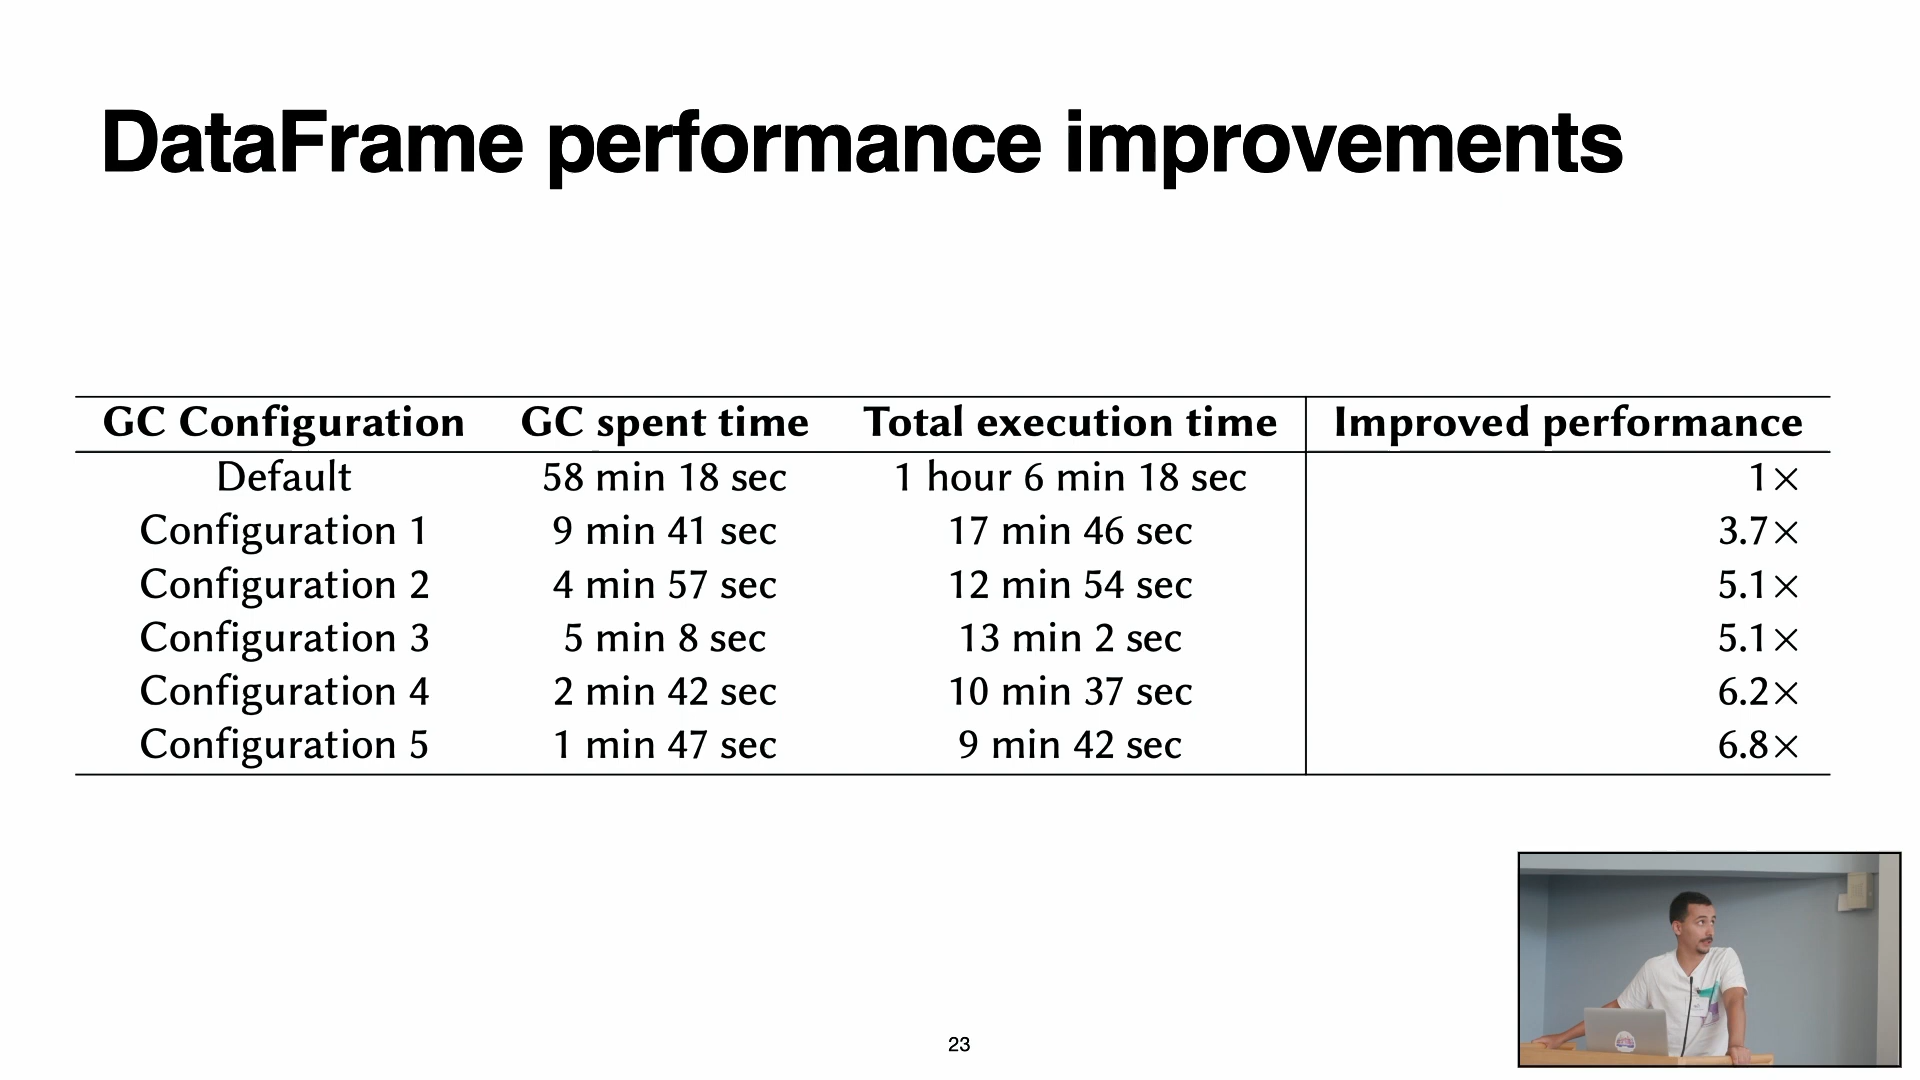 DataFrame performance improvements
GC Configuration GC spent time Total execution time Improved performance
Default 58 min 18 sec 1 hour 6 min 18 sec 1×
Configuration 1 9 min 41 sec 17 min 46 sec 3.7×
Configuration 2 4 min 57 sec 12 min 54 sec 5.1×
Configuration 3 5 min 8 sec 13 min 2 sec 5.1×
Configuration 4 2 min 42 sec 10 min 37 sec 6.2×
Configuration 5 1 min 47 sec 9 min 42 sec 6.8×
23